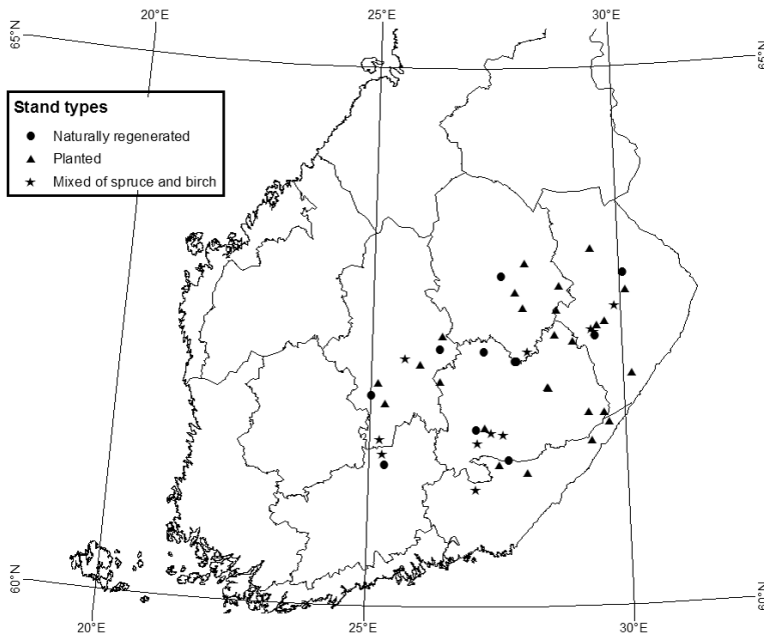 20°E 25°E 30°E
65°N 65°N
Stand types
Naturally regenerated
Planted
Mixed of spruce and birch
60°N 60°N
20°E 25°E 30°E